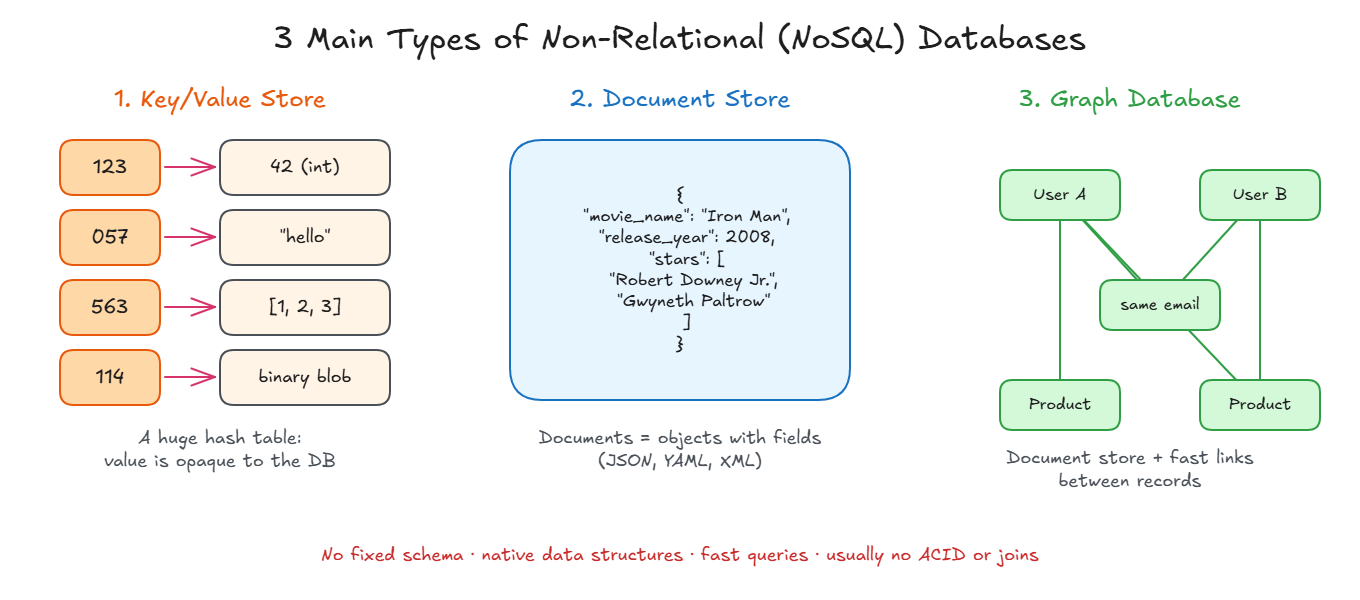 3 Main Types of Non-Relational (NoSQL) Databases
1. Key/Value Store
123
42 (int)
057
"hello"
563
[1, 2, 3]
114
binary blob
A huge hash table:
value is opaque to the DB
2. Document Store
{
"movie_name": "Iron Man",
"release_year": 2008,
"stars": [
"Robert Downey Jr.",
"Gwyneth Paltrow"
]
}
Documents = objects with fields
(JSON, YAML, XML)
3. Graph Database
User A
User B
same email
Product
Product
Document store + fast links
between records
No fixed schema · native data structures · fast queries · usually no ACID or joins